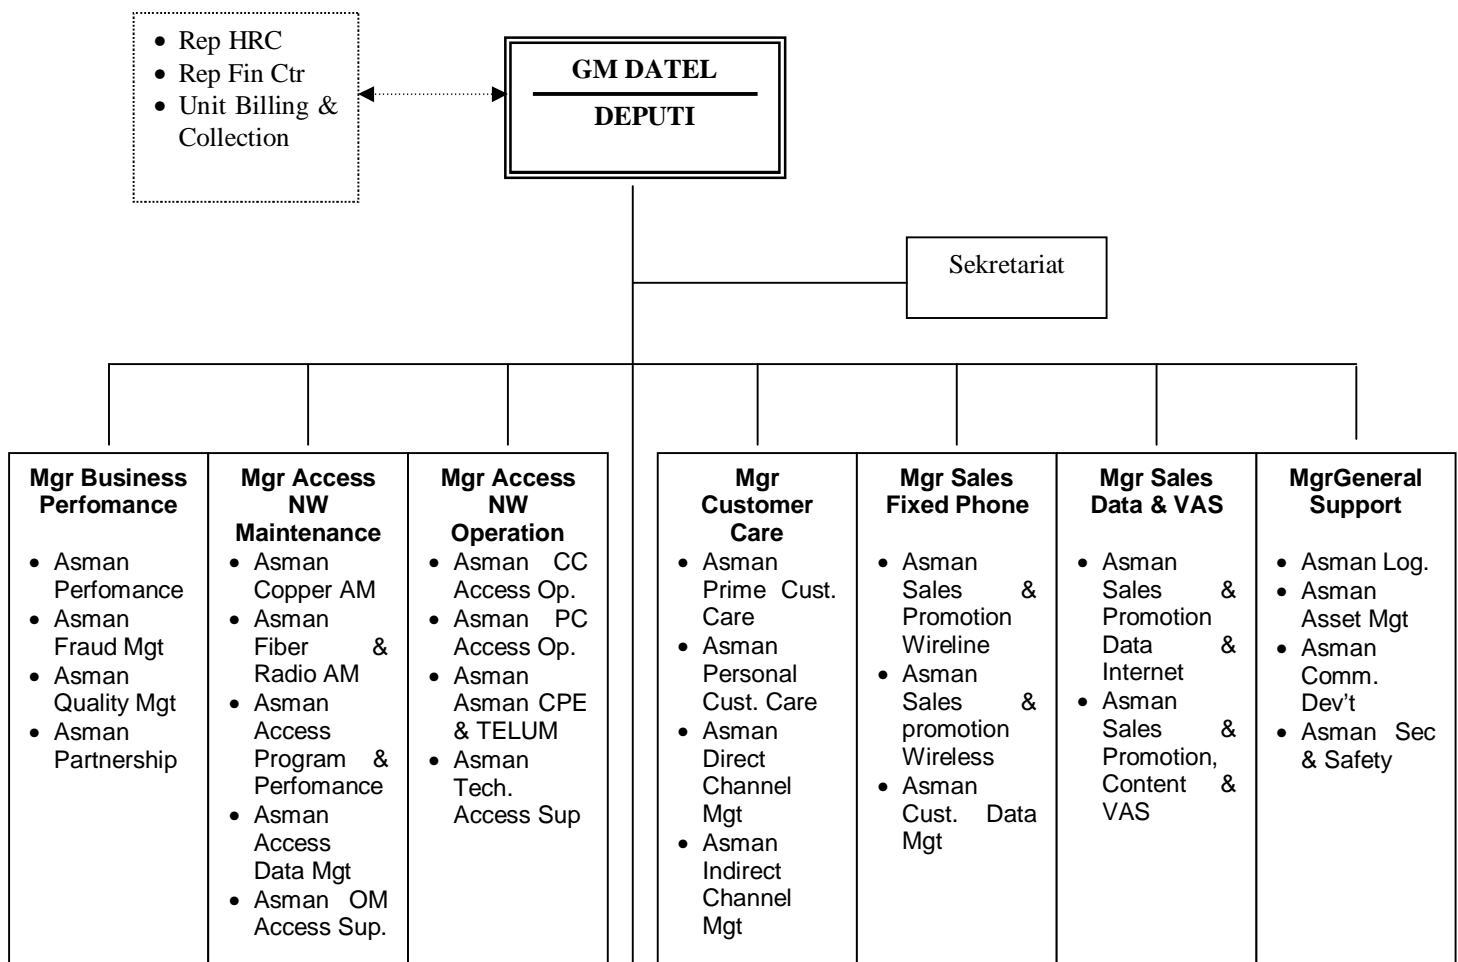 • Rep HRC
• Rep Fin Ctr
• Unit Billing &
Collection
GM DATEL
DEPUTI
Sekretariat
Mgr Business
Perfomance
• Asman
Perfomance
• Asman
Fraud Mgt
• Asman
Quality Mgt
• Asman
Partnership
Mgr Access
NW
Maintenance
• Asman
Copper AM
• Asman
Fiber &
Radio AM
• Asman
Access
Program &
Perfomance
• Asman
Access
Data Mgt
• Asman OM
Access Sup.
Mgr Access
NW
Operation
• Asman CC
Access Op.
• Asman PC
Access Op.
• Asman
Asman CPE
& TELUM
• Asman
Tech.
Access Sup
Mgr
Customer
Care
• Asman
Prime Cust.
Care
• Asman
Personal
Cust. Care
• Asman
Direct
Channel
Mgt
• Asman
Indirect
Channel
Mgt
Mgr Sales
Fixed Phone
• Asman
Sales &
Promotion
Wireline
• Asman
Sales &
promotion
Wireless
• Asman
Cust. Data
Mgt
Mgr Sales
Data & VAS
• Asman
Sales &
Promotion
Data &
Internet
• Asman
Sales &
Promotion,
Content &
VAS
MgrGeneral
Support
• Asman Log.
• Asman
Asset Mgt
• Asman
Comm.
Dev’t
• Asman Sec
& Safety